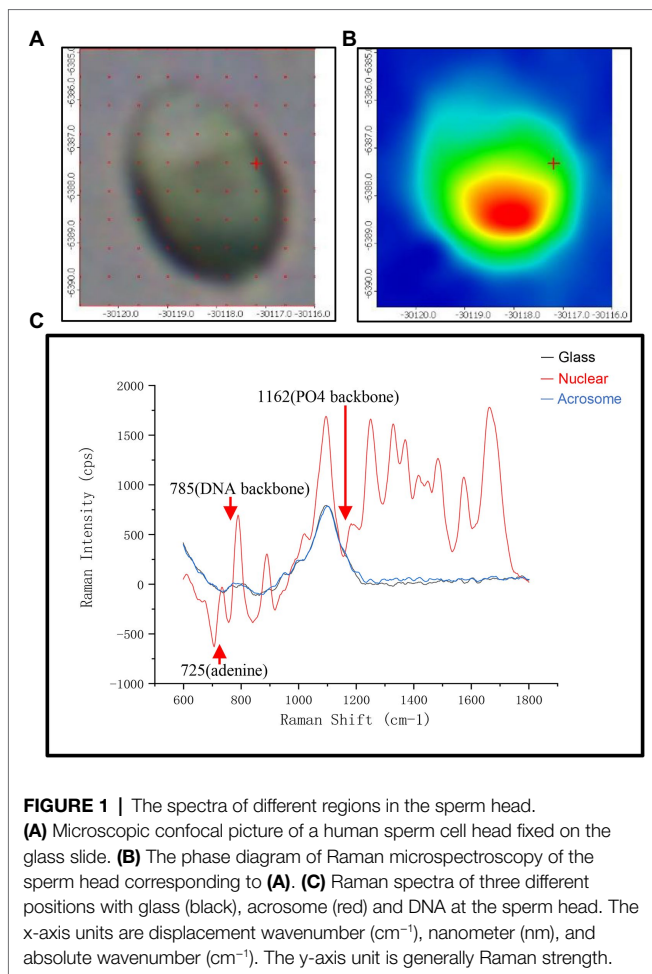 A
B
-6385.0
-6386.0
-6387.0
-6388.0
-6389.0
-6390.0
-30120.0 -30119.0 -30118.0 -30117.0 -30116.0
-6385.0
-6386.0
-6387.0
-6388.0
-6389.0
-6390.0
-30120.0 -30119.0 -30118.0 -30117.0 -30116.0
C
Glass
Nuclear
Acrosome
1162(PO4 backbone)
785(DNA backbone)
725(adenine)
Raman Intensity (cps)
2000
1500
1000
500
0
-500
-1000
600 800 1000 1200 1400 1600 1800
Raman Shift (cm-1)
FIGURE 1 | The spectra of different regions in the sperm head.
(A) Microscopic confocal picture of a human sperm cell head fixed on the
glass slide. (B) The phase diagram of Raman microspectroscopy of the
sperm head corresponding to (A). (C) Raman spectra of three different
positions with glass (black), acrosome (red) and DNA at the sperm head. The
x-axis units are displacement wavenumber (cm⁻¹), nanometer (nm), and
absolute wavenumber (cm⁻¹). The y-axis unit is generally Raman strength.